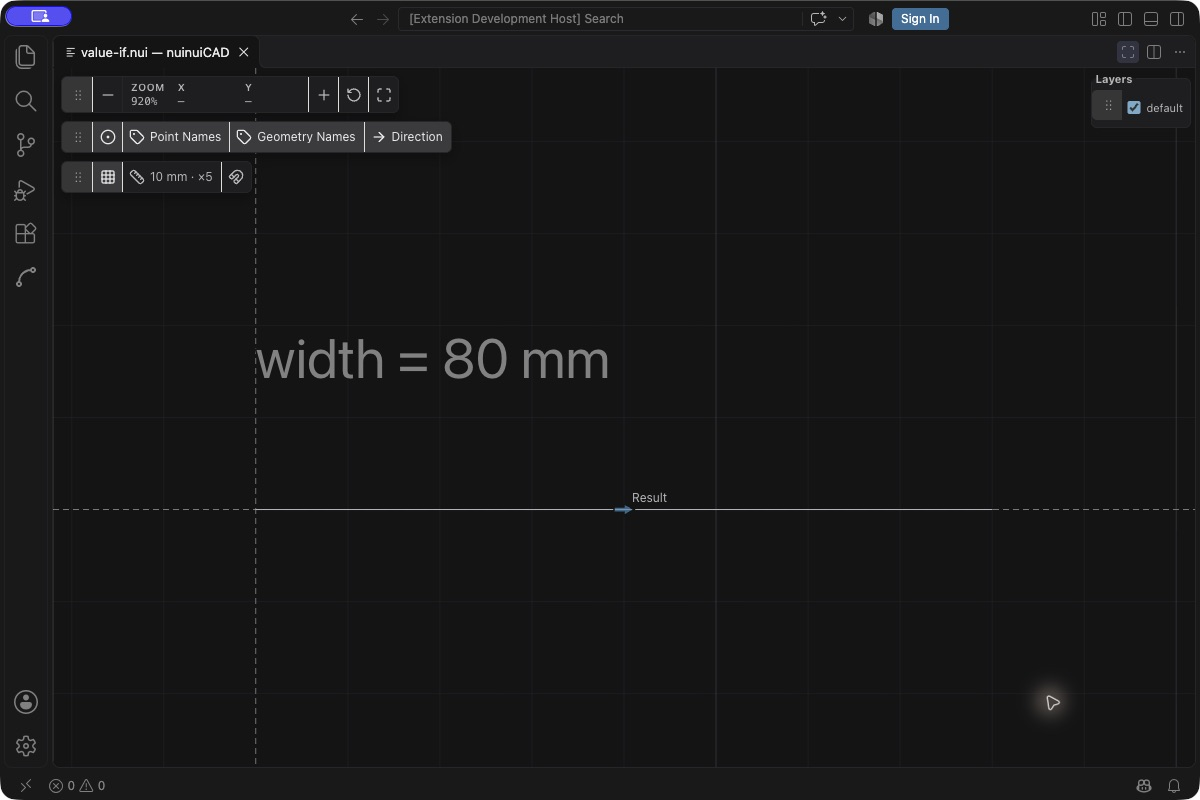 [Extension Development Host] Search
Sign In
value-if.nui — nuinuiCAD
ZOOM X Y
920% – –
Layers
default
Point Names
Geometry Names
Direction
10 mm · ×5
width = 80 mm
Result
0 0